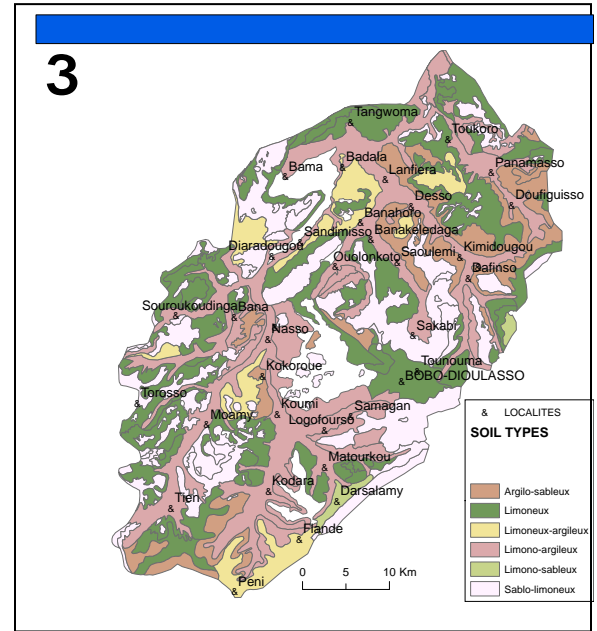 3
Tangwoma
Toukoro
Badala
Panamasso
Bama
Lanfiera
Desso
Doufiguisso
Banahofo
Sandimisso
Banakeledaga
Diaradougou
Kimidougou
Ouolonkoto
Saoulemi
Dafinso
Souroukoudinga
Bana
Nasso
Sakabi
Tounouma
Kokoroue
BOBO-DIOULASSO
Torosso
Koumi
Samagan
Moamy
Logofourso
Matourkou
Kodara
Darsalamy
Tien
Flande
Peni
0 5 10 Km
& LOCALITES
SOIL TYPES
Argilo-sableux
Limoneux
Limoneux-argileux
Limono-argileux
Limono-sableux
Sablo-limoneux